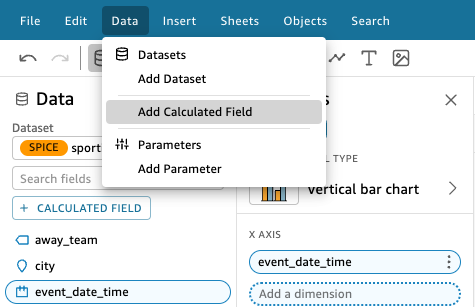 File Edit Data Insert Sheets Objects Search
Datasets
Add Dataset
Add Calculated Field
Parameters
Add Parameter
Data
Dataset
SPICE
Search fields
+ CALCULATED FIELD
away_team
city
event_date_time
TYPE
Vertical bar chart
X AXIS
event_date_time
Add a dimension